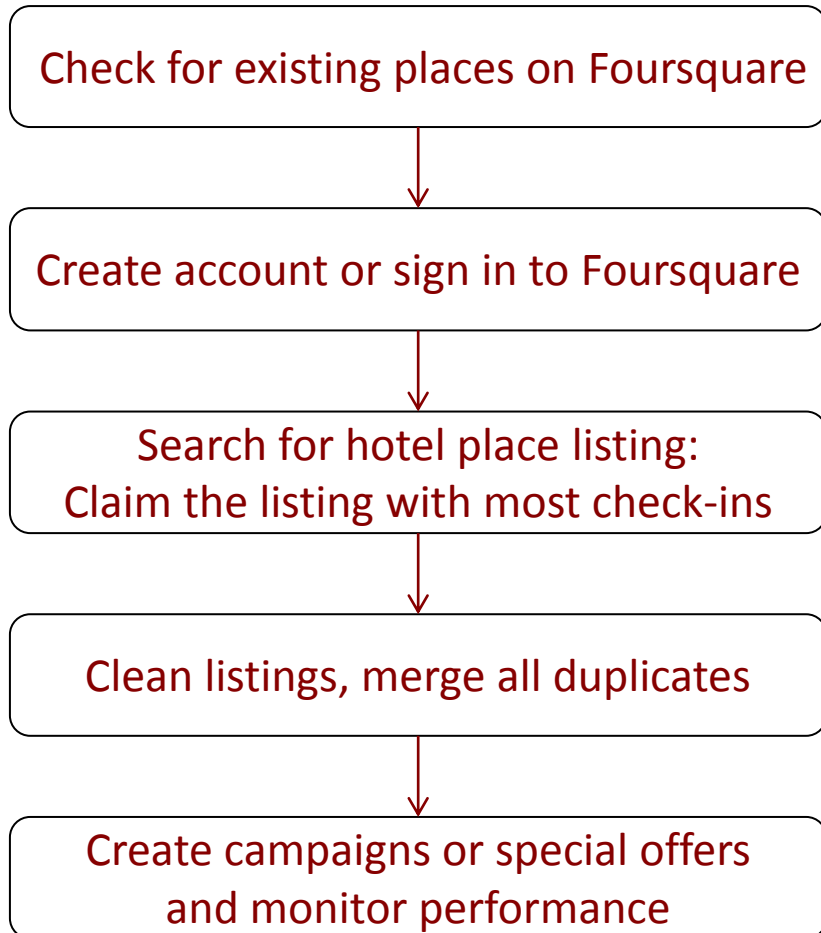 Check for existing places on Foursquare
Create account or sign in to Foursquare
Search for hotel place listing:
Claim the listing with most check-ins
Clean listings, merge all duplicates
Create campaigns or special offers
and monitor performance